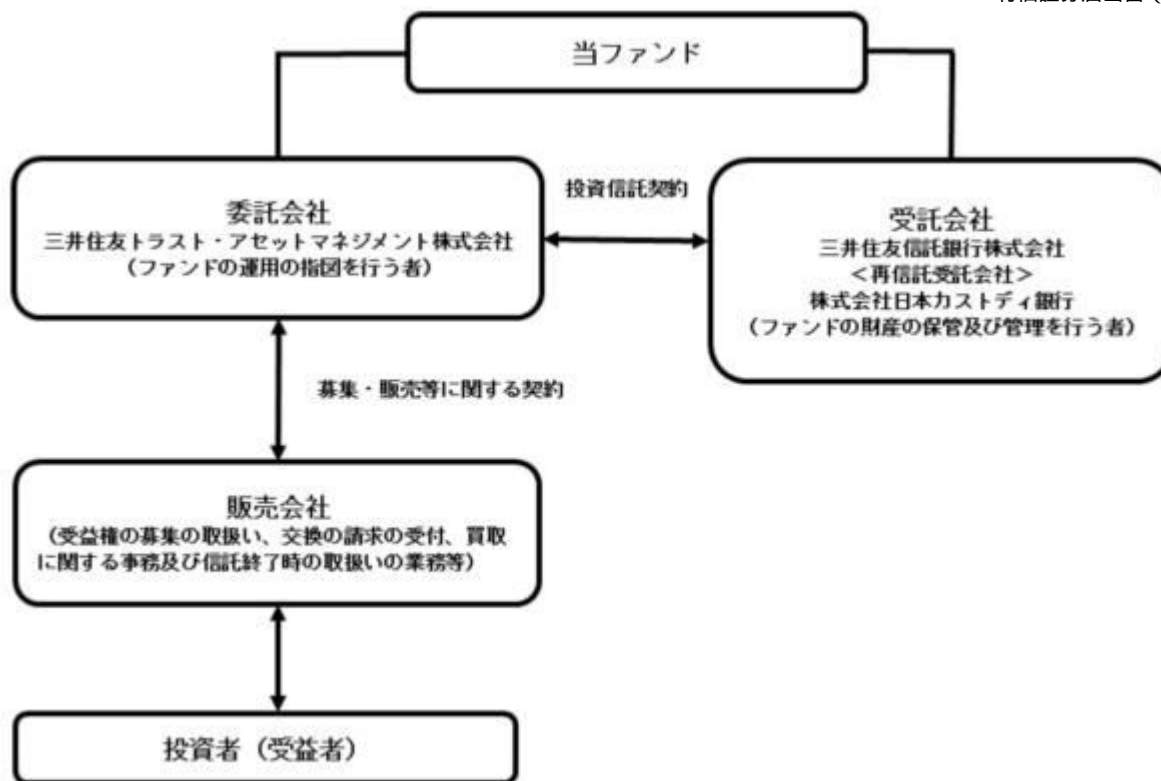 当ファンド
委託会社
三井住友トラスト・アセットマネジメント株式会社
（ファンドの運用の指図を行う者）
投資信託契約
受託会社
三井住友信託銀行株式会社
＜再信託受託会社＞
株式会社日本カストディ銀行
（ファンドの財産の保管及び管理を行う者）
募集・販売等に関する契約
販売会社
（受益権の募集の取扱い、交換の請求の受付、買取
に関する事務及び信託終了時の取扱いの業務等）
投資者（受益者）